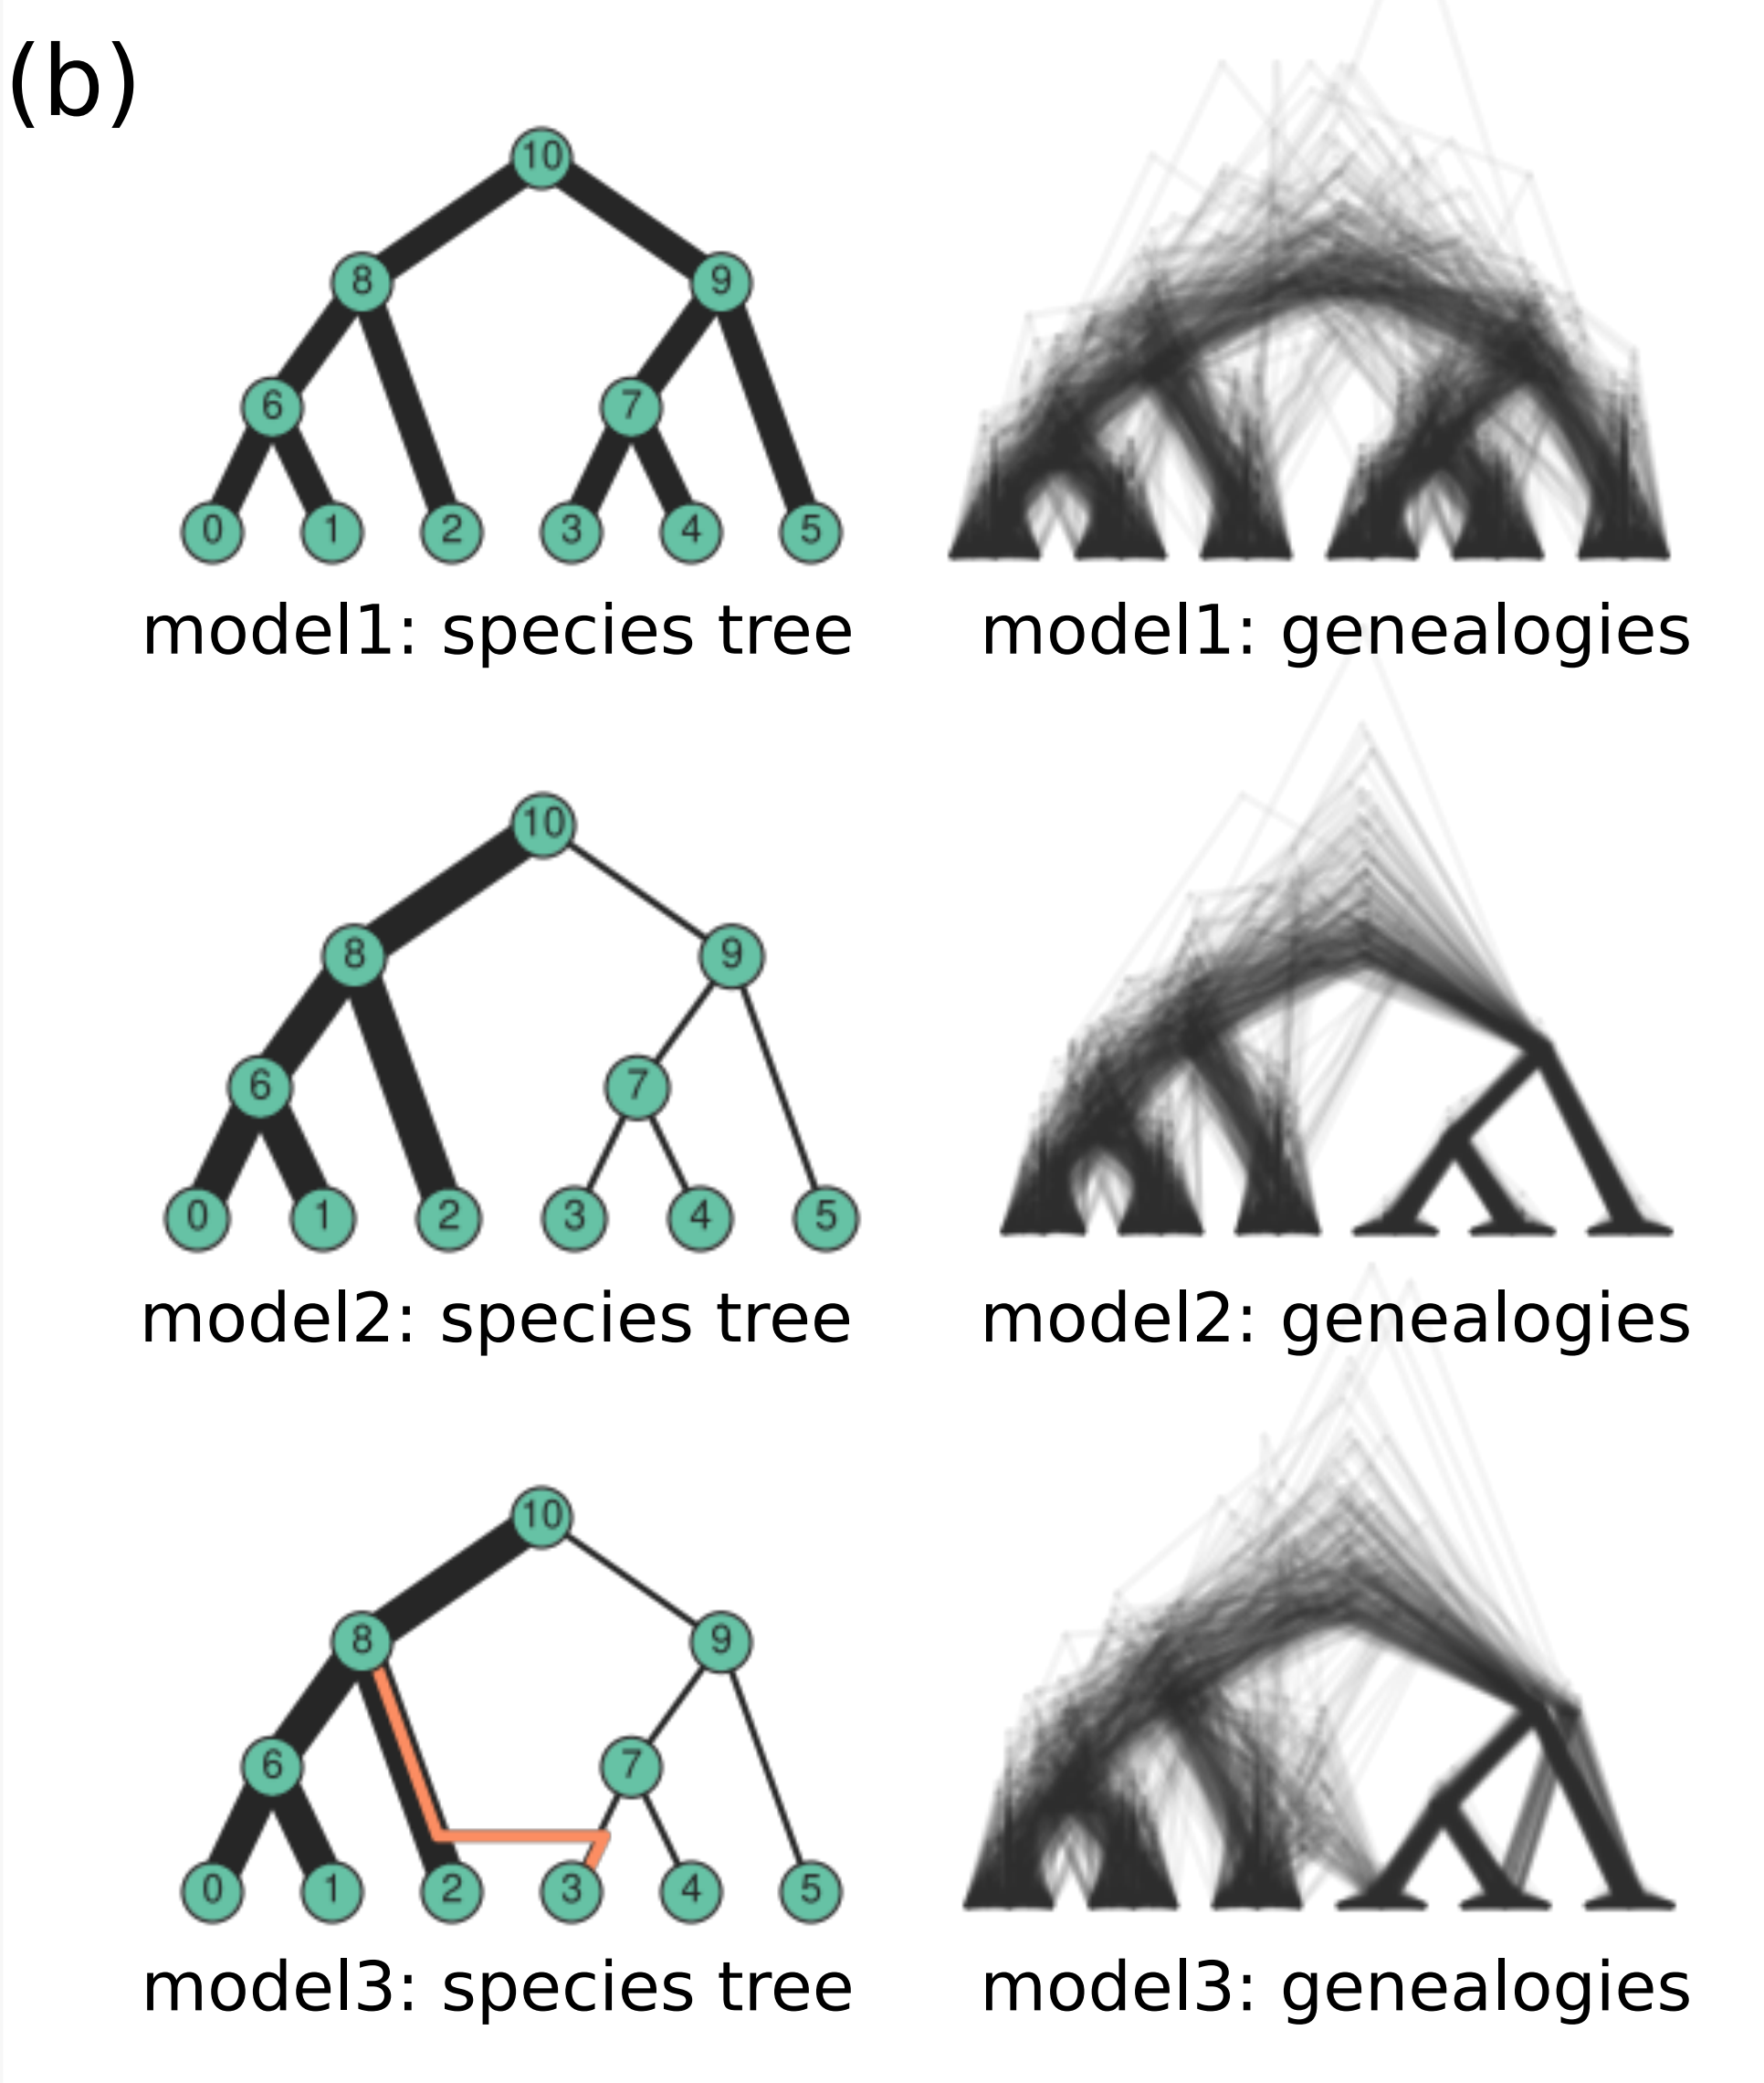 (b)
10
8 9
6 7
0 1 2 3 4 5
model1: species tree model1: genealogies
10
8 9
6 7
0 1 2 3 4 5
model2: species tree model2: genealogies
10
8 9
6 7
0 1 2 3 4 5
model3: species tree model3: genealogies